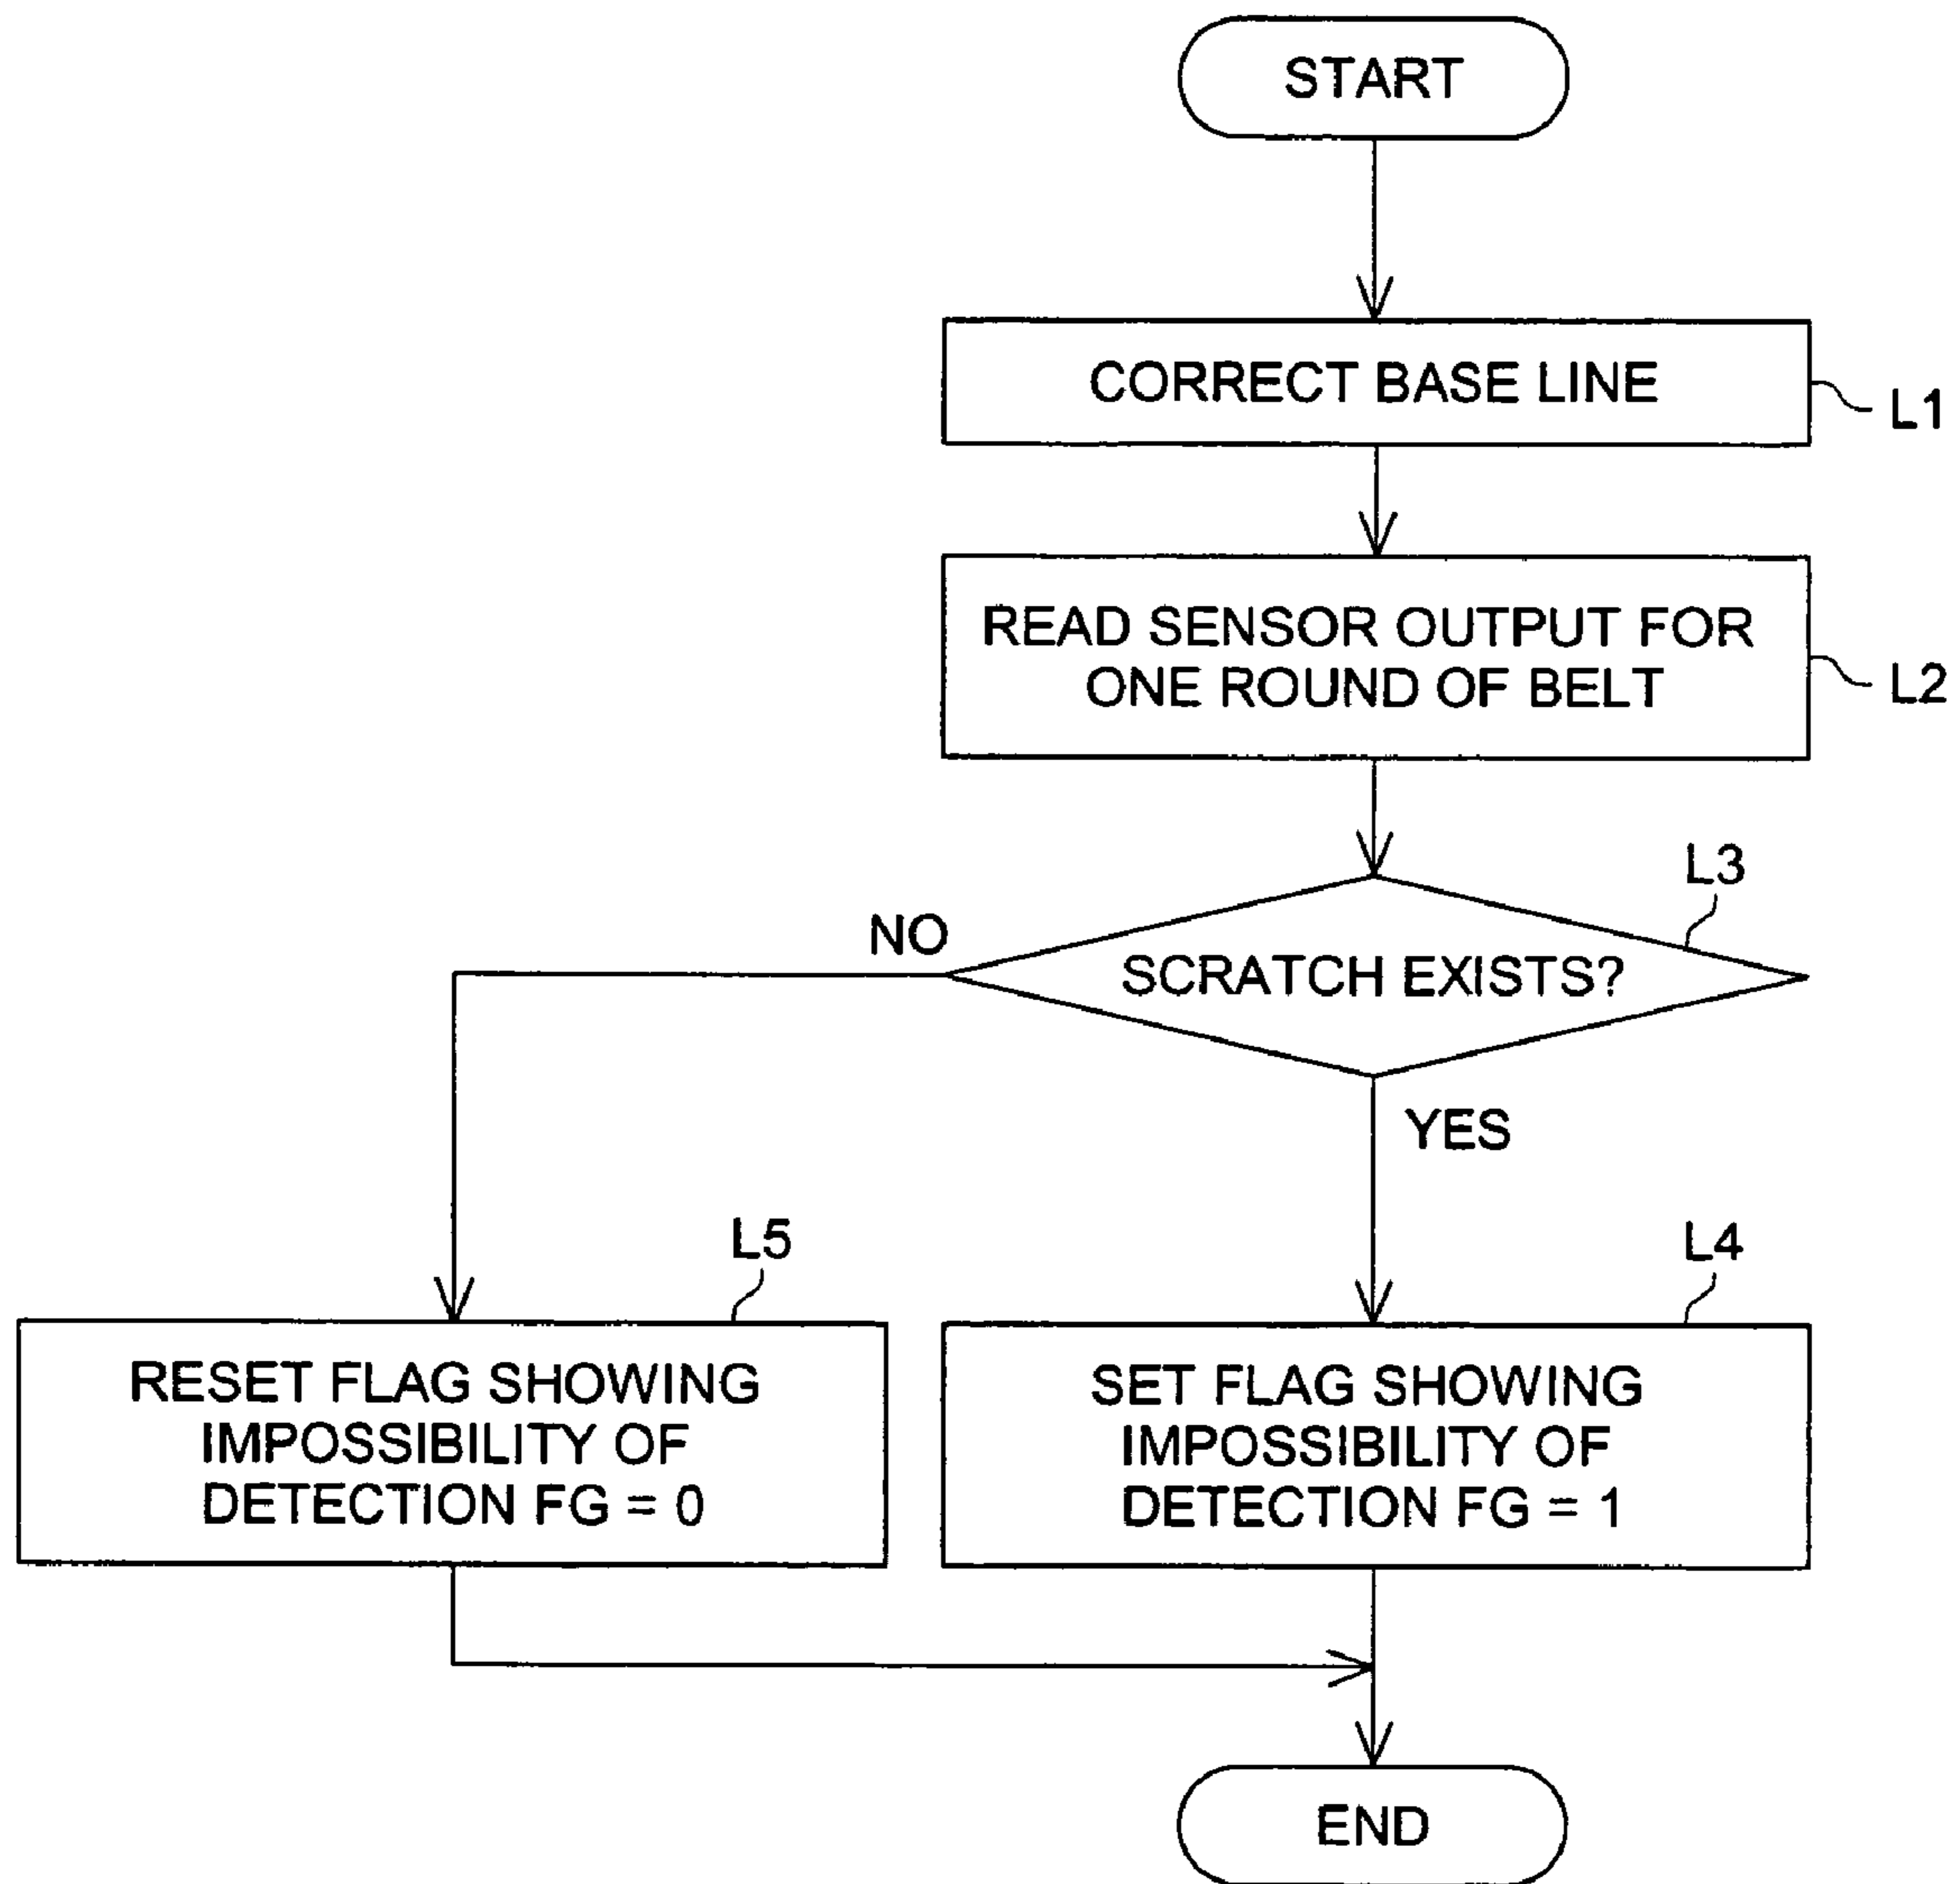 START
CORRECT BASE LINE
L1
READ SENSOR OUTPUT FOR
ONE ROUND OF BELT
L2
L3
NO
SCRATCH EXISTS?
YES
L5
L4
RESET FLAG SHOWING
IMPOSSIBILITY OF
DETECTION FG = 0
SET FLAG SHOWING
IMPOSSIBILITY OF
DETECTION FG = 1
END